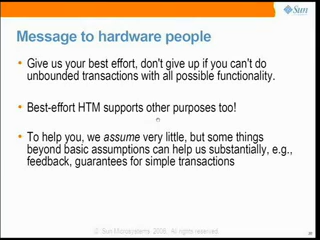 Sun
Message to hardware people
• Give us your best effort, don't give up if you can't do
unbounded transactions with all possible functionality.
• Best-effort HTM supports other purposes too!
• To help you, we assume very little, but some things
beyond basic assumptions can help us substantially, e.g.,
feedback, guarantees for simple transactions
© Sun Microsystems, 2008. All rights reserved.